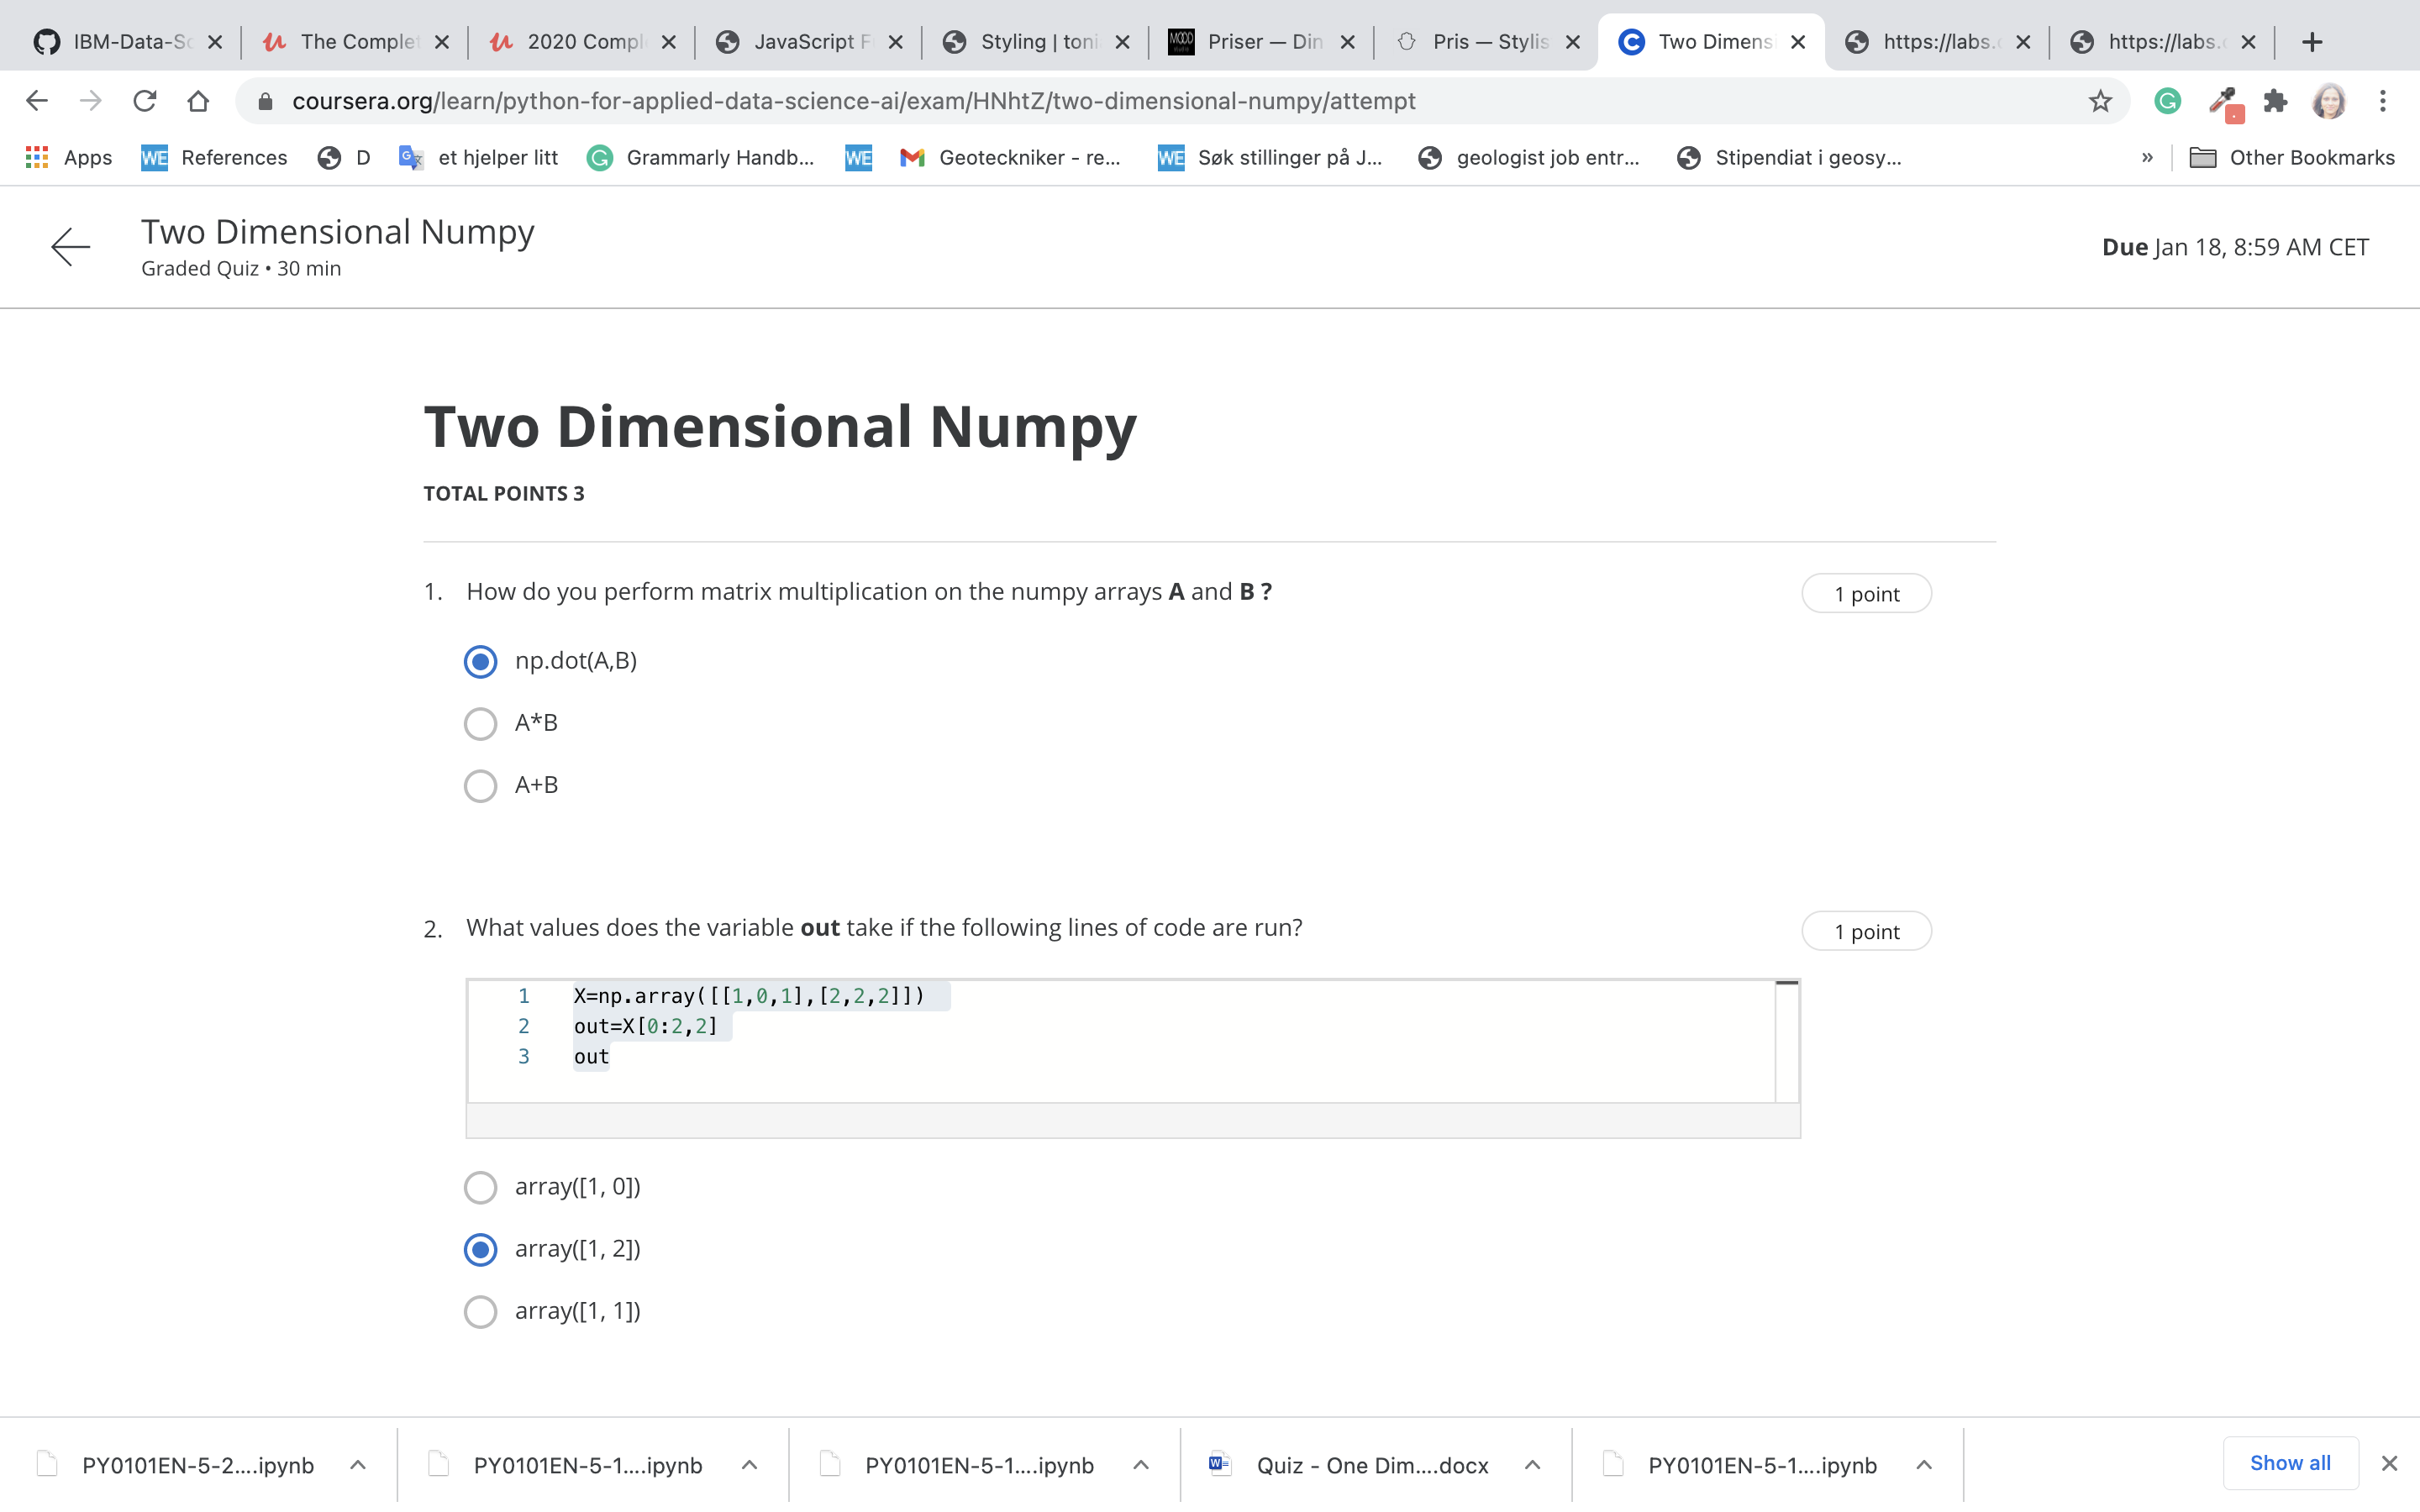 IBM-Data-Sc
The Complet
2020 Compl
JavaScript F
Styling | toni
MOOD studio
Priser — Din
Pris — Stylis
Two Dimens
https://labs.
https://labs.
coursera.org/learn/python-for-applied-data-science-ai/exam/HNhtZ/two-dimensional-numpy/attempt
Apps
WE References
D
et hjelper litt
Grammarly Handb...
WE
Geoteckniker - re...
WE Søk stillinger på J...
geologist job entr...
Stipendiat i geosy...
»
Other Bookmarks
Two Dimensional Numpy
Graded Quiz • 30 min
Due Jan 18, 8:59 AM CET
Two Dimensional Numpy
TOTAL POINTS 3
1. How do you perform matrix multiplication on the numpy arrays A and B ?
1 point
np.dot(A,B)
A*B
A+B
2. What values does the variable out take if the following lines of code are run?
1 point
1 X=np.array([[1,0,1],[2,2,2]])
2 out=X[0:2,2]
3 out
array([1, 0])
array([1, 2])
array([1, 1])
PY0101EN-5-2....ipynb
PY0101EN-5-1....ipynb
PY0101EN-5-1....ipynb
Quiz - One Dim....docx
PY0101EN-5-1....ipynb
Show all